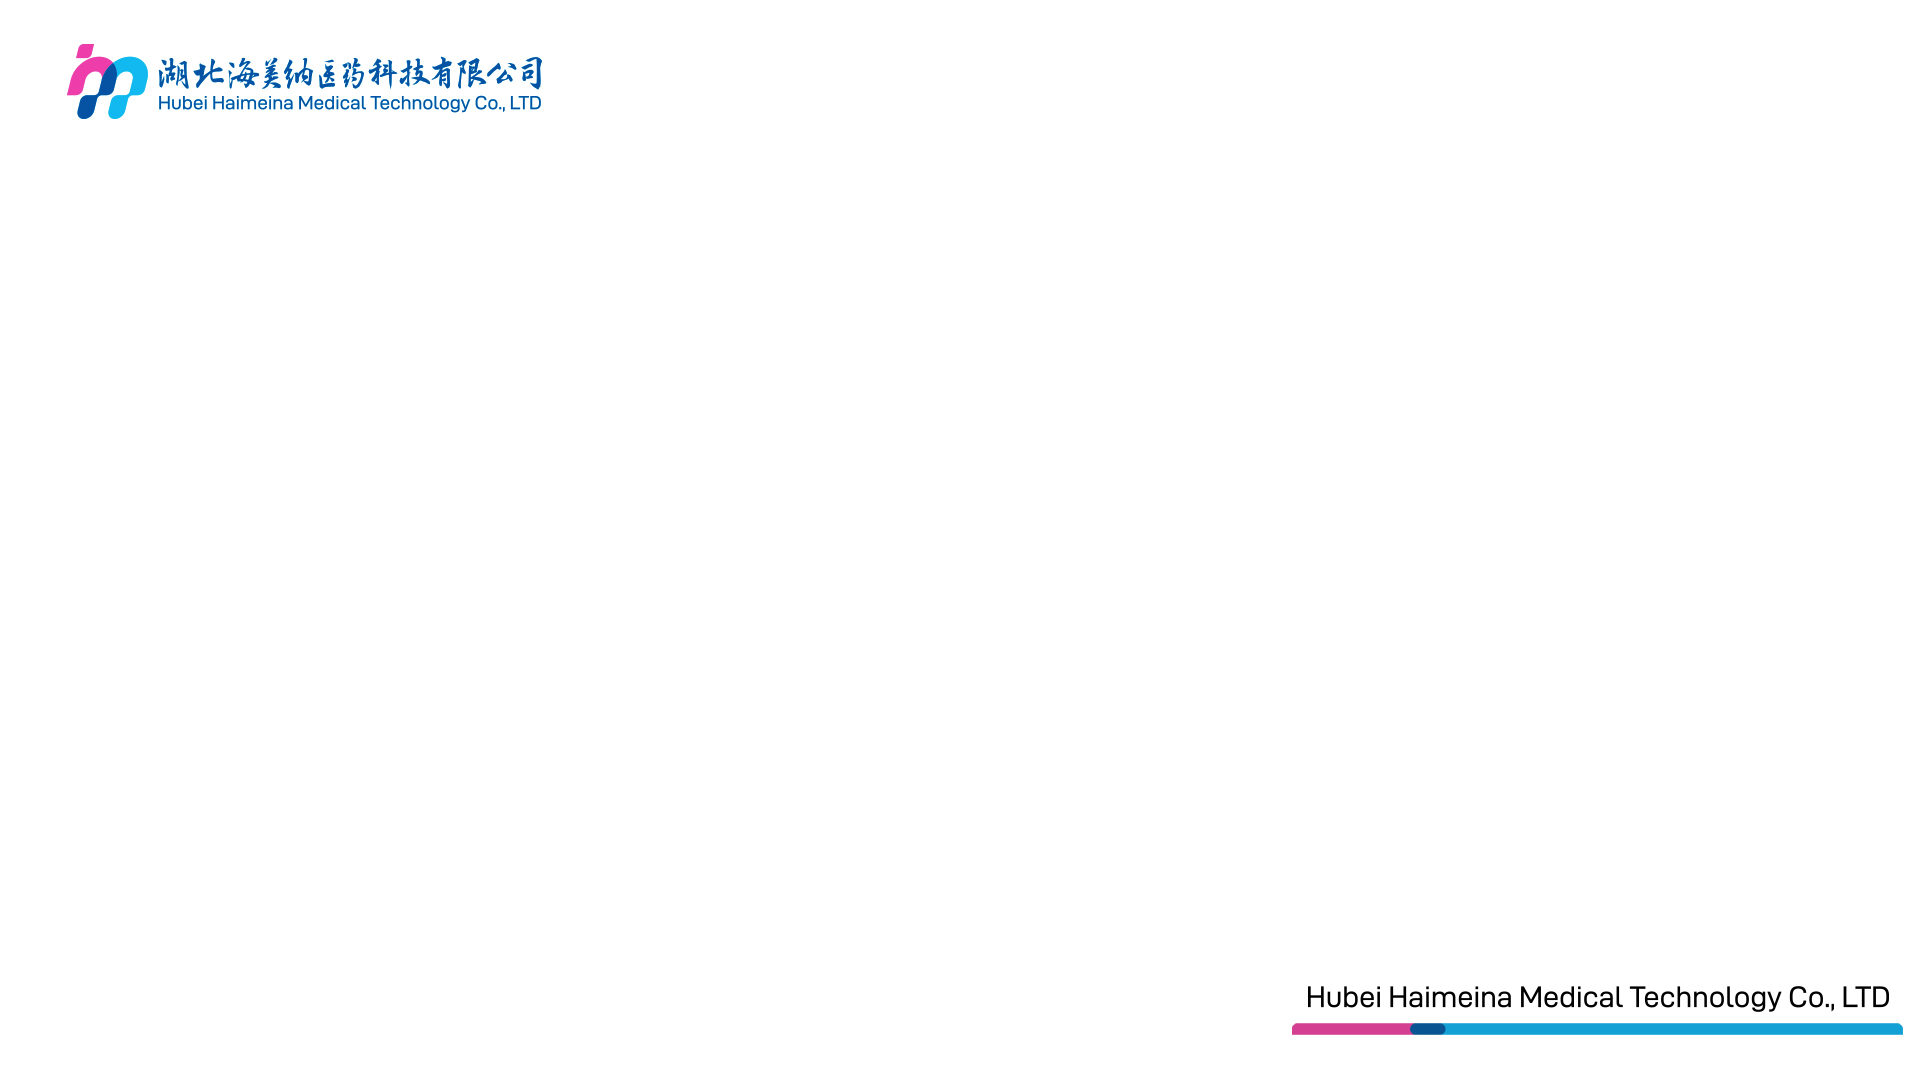 湖北海美纳医药科技有限公司
Hubei Haimeina Medical Technology Co., LTD
Hubei Haimeina Medical Technology Co., LTD